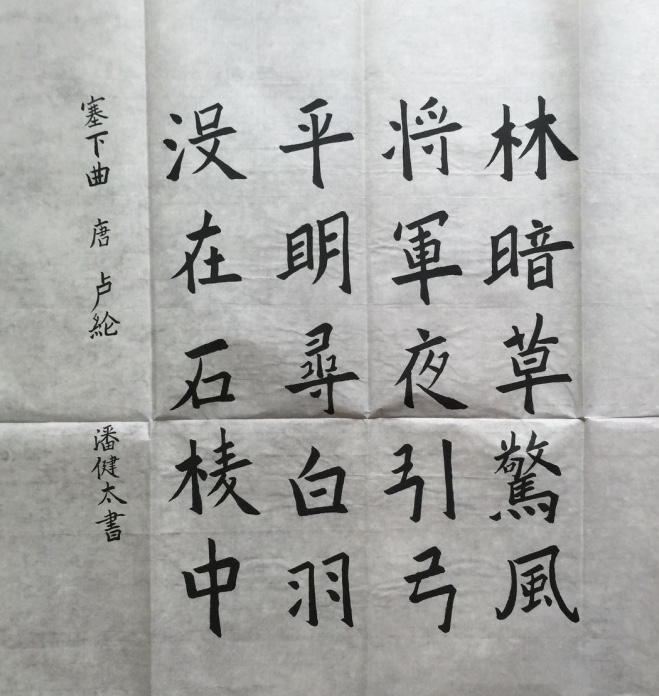 林暗草驚風
将軍夜引弓
平明尋白羽
没在石棱中
塞下曲 唐 卢綸
潘健太書